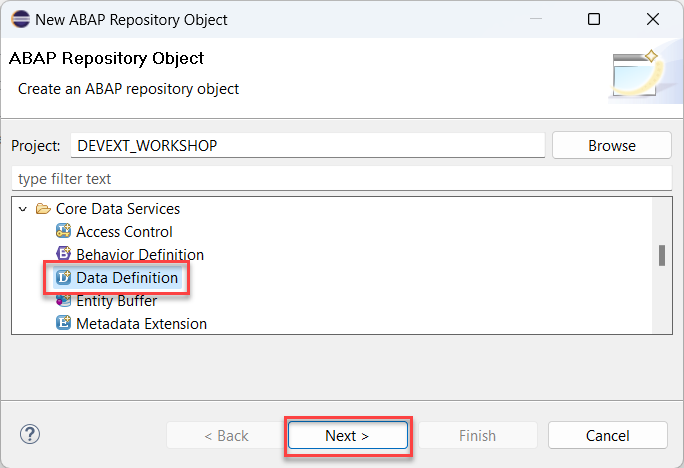 New ABAP Repository Object
ABAP Repository Object
Create an ABAP repository object
Project: DEVEXT_WORKSHOP Browse
type filter text
Core Data Services
Access Control
Behavior Definition
Data Definition
Entity Buffer
Metadata Extension
? < Back Next > Finish Cancel